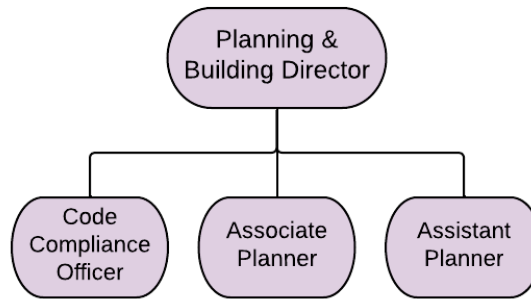 Planning &
Building Director
Code
Compliance
Officer
Associate
Planner
Assistant
Planner